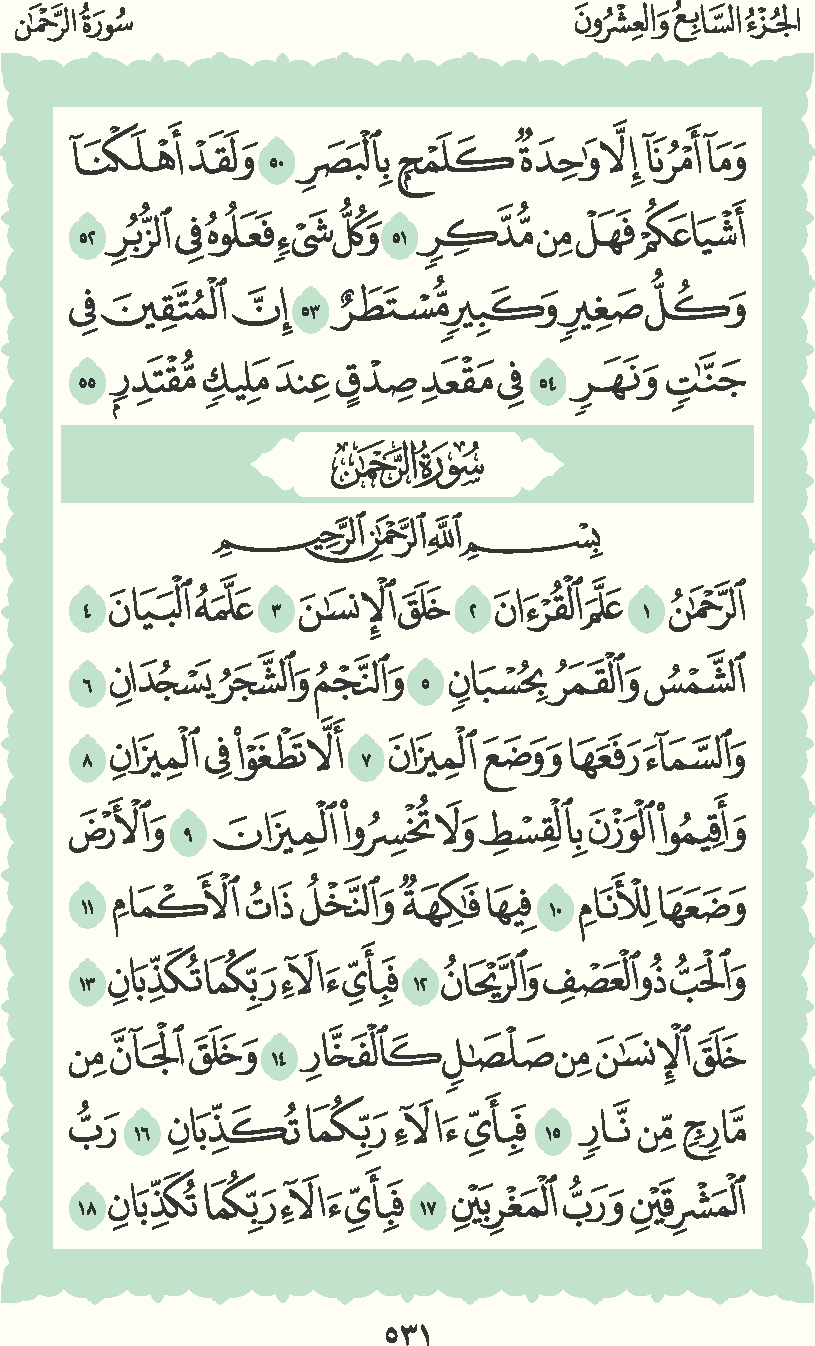 الجُزْءُ السَّابِعُ وَالعِشْرُونَ
سُورَةُ الرَّحْمَٰن
وَمَآ أَمْرُنَآ إِلَّا وَٰحِدَةٌ كَلَمْحٍۭ بِٱلْبَصَرِ ٥٠ وَلَقَدْ أَهْلَكْنَآ
أَشْيَاعَكُمْ فَهَلْ مِن مُّدَّكِرٍ ٥١ وَكُلُّ شَىْءٍ فَعَلُوهُ فِى ٱلزُّبُرِ ٥٢
وَكُلُّ صَغِيرٍ وَكَبِيرٍ مُّسْتَطَرٌ ٥٣ إِنَّ ٱلْمُتَّقِينَ فِى
جَنَّٰتٍ وَنَهَرٍ ٥٤ فِى مَقْعَدِ صِدْقٍ عِندَ مَلِيكٍ مُّقْتَدِرٍۭ ٥٥
سُورَةُ الرَّحْمَٰن
بِسْمِ ٱللَّهِ ٱلرَّحْمَٰنِ ٱلرَّحِيمِ
ٱلرَّحْمَٰنُ ١ عَلَّمَ ٱلْقُرْءَانَ ٢ خَلَقَ ٱلْإِنسَٰنَ ٣ عَلَّمَهُ ٱلْبَيَانَ ٤
ٱلشَّمْسُ وَٱلْقَمَرُ بِحُسْبَانٍ ٥ وَٱلنَّجْمُ وَٱلشَّجَرُ يَسْجُدَانِ ٦
وَٱلسَّمَآءَ رَفَعَهَا وَوَضَعَ ٱلْمِيزَانَ ٧ أَلَّا تَطْغَوْا۟ فِى ٱلْمِيزَانِ ٨
وَأَقِيمُوا۟ ٱلْوَزْنَ بِٱلْقِسْطِ وَلَا تُخْسِرُوا۟ ٱلْمِيزَانَ ٩ وَٱلْأَرْضَ
وَضَعَهَا لِلْأَنَامِ ١٠ فِيهَا فَٰكِهَةٌ وَٱلنَّخْلُ ذَاتُ ٱلْأَكْمَامِ ١١
وَٱلْحَبُّ ذُو ٱلْعَصْفِ وَٱلرَّيْحَانُ ١٢ فَبِأَىِّ ءَالَآءِ رَبِّكُمَا تُكَذِّبَانِ ١٣
خَلَقَ ٱلْإِنسَٰنَ مِن صَلْصَٰلٍ كَٱلْفَخَّارِ ١٤ وَخَلَقَ ٱلْجَآنَّ مِن
مَّارِجٍ مِّن نَّارٍ ١٥ فَبِأَىِّ ءَالَآءِ رَبِّكُمَا تُكَذِّبَانِ ١٦ رَبُّ
ٱلْمَشْرِقَيْنِ وَرَبُّ ٱلْمَغْرِبَيْنِ ١٧ فَبِأَىِّ ءَالَآءِ رَبِّكُمَا تُكَذِّبَانِ ١٨
٥٣١